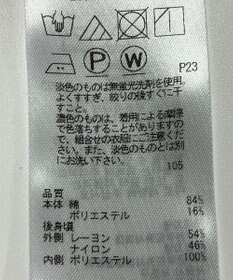 P W P23
淡色のものは無蛍光洗剤を使用。
よくすすぎ、絞りの後すぐに干
すこと。
濃色のものは、着用による摩擦
で色落ちすることがありますの
で、組合せの衣服にご注意くだ
さい。また、淡色のものとは別
にお洗い下さい。
105
品質
本体 綿 84%
ポリエステル 16%
後身頃
外側 レーヨン 54%
ナイロン 46%
内側 ポリエステル 100%